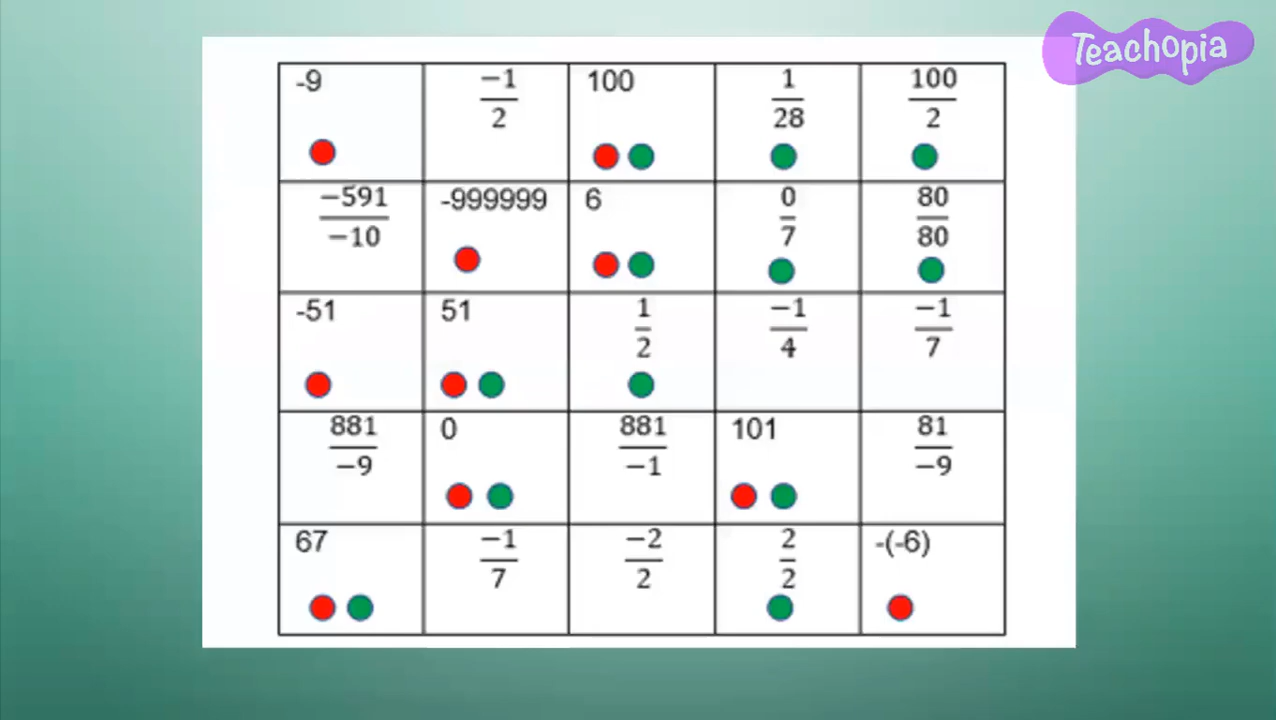 Teachopia
-9 −1/2 100 1/28 100/2
−591/−10 -999999 6 0/7 80/80
-51 51 1/2 −1/4 −1/7
881/−9 0 881/−1 101 81/−9
67 −1/7 −2/2 2/2 -(-6)